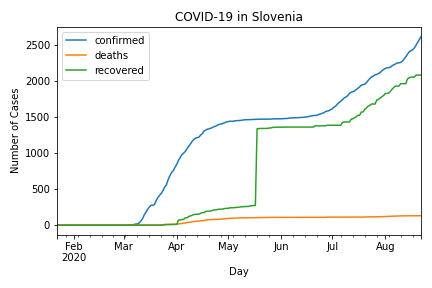 COVID-19 in Slovenia
confirmed
deaths
recovered
Number of Cases
2500
2000
1500
1000
500
0
Feb Mar Apr May Jun Jul Aug
2020
Day